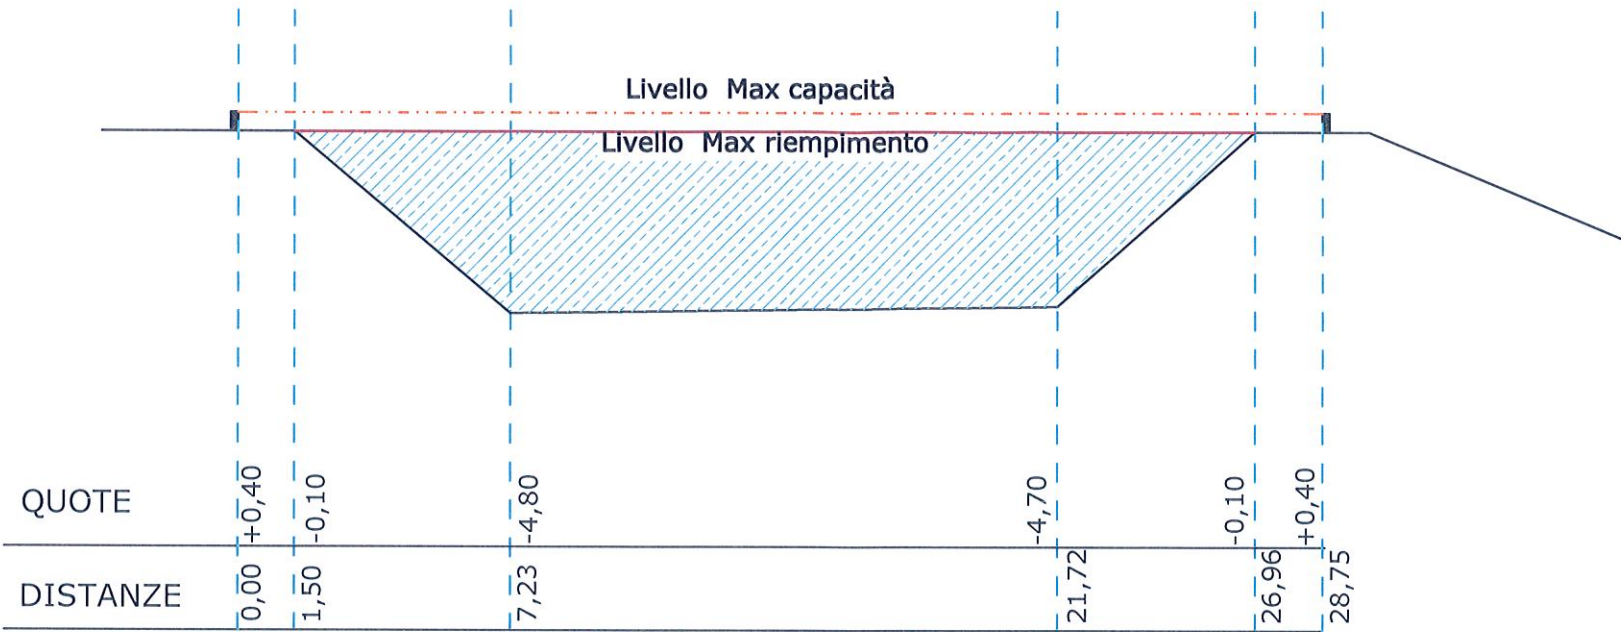 Livello Max capacità
Livello Max riempimento
QUOTE +0,40 -0,10 -4,80 -4,70 -0,10 +0,40
DISTANZE 0,00 1,50 7,23 21,72 26,96 28,75